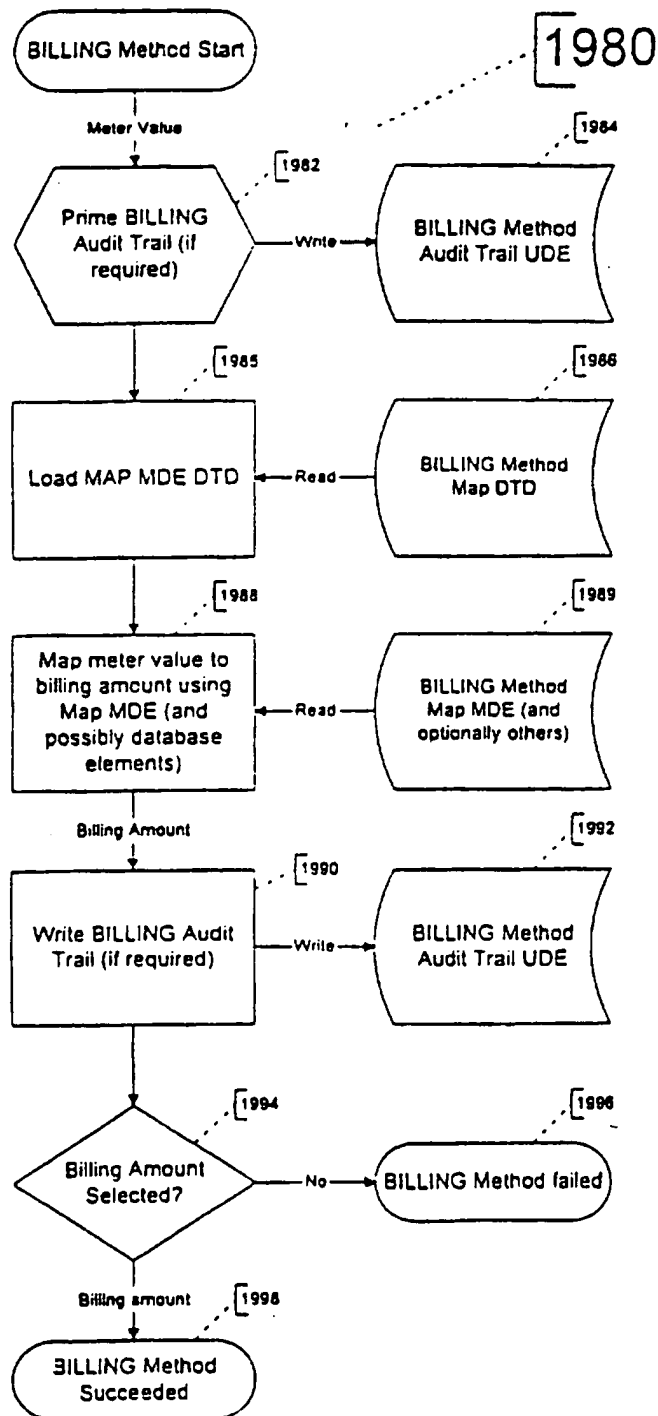 BILLING Method Start
1980
Meter Value
1982
1984
Prime BILLING
Audit Trail (if
required)
Write
BILLING Method
Audit Trail UDE
1985
1986
Load MAP MDE DTD
Read
BILLING Method
Map DTD
1988
1989
Map meter value to
billing amount using
Map MDE (and
possibly database
elements)
Read
BILLING Method
Map MDE (and
optionally others)
Billing Amount
1990
1992
Write BILLING Audit
Trail (if required)
Write
BILLING Method
Audit Trail UDE
1994
1996
Billing Amount
Selected?
No
BILLING Method failed
Billing amount
1998
BILLING Method
Succeeded